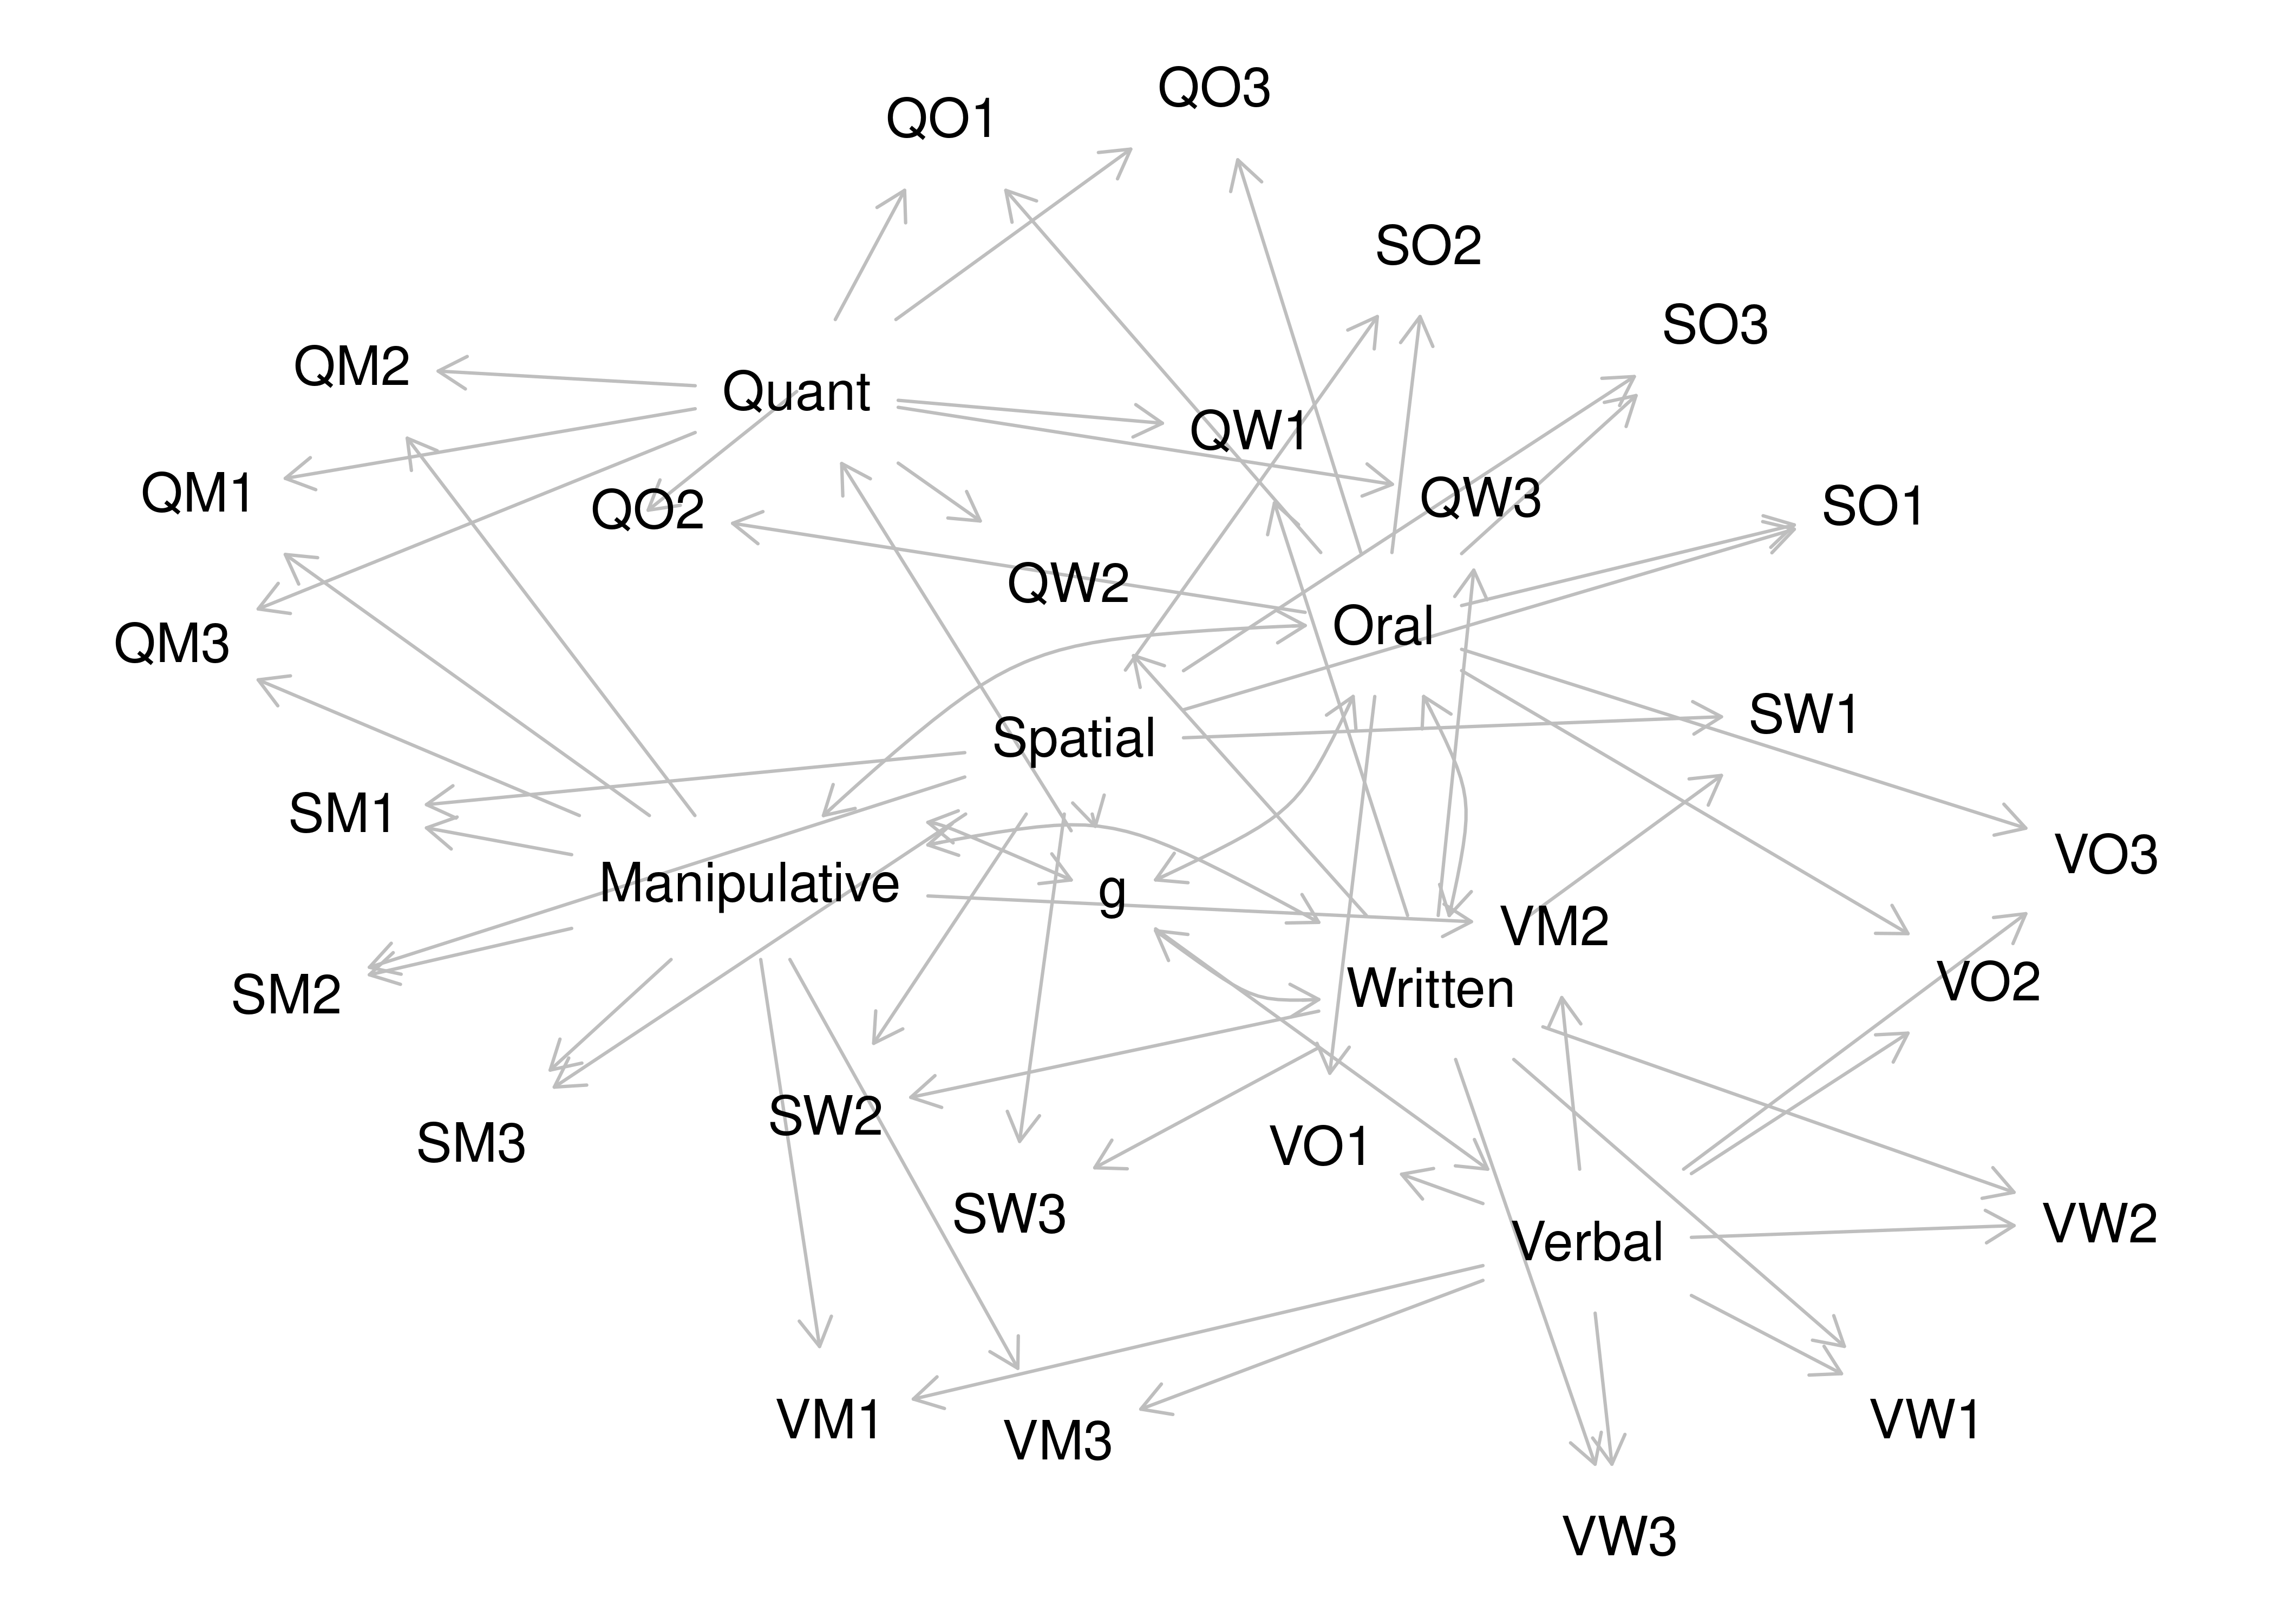 QO3
QO1
SO2
SO3
QM2
Quant
QW1
QM1
QO2
QW3
SO1
QW2
QM3
Oral
SW1
Spatial
SM1
VO3
Manipulative
g
VM2
VO2
SM2
Written
SM3
SW2
VO1
SW3
VW2
Verbal
VM1
VM3
VW1
VW3